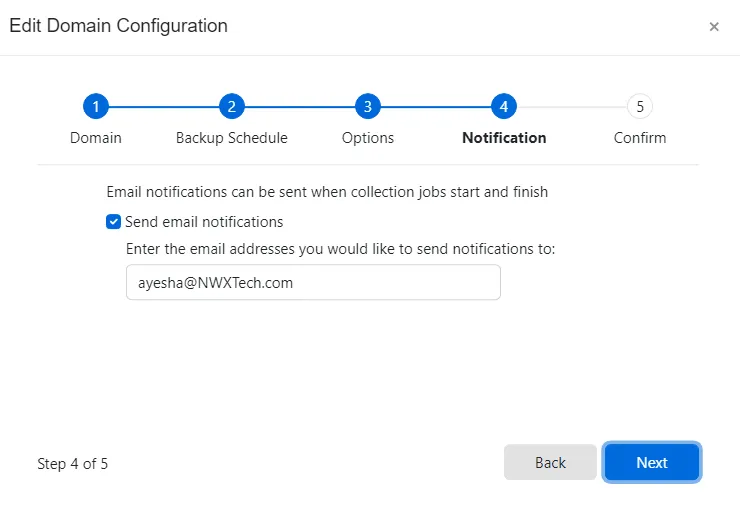 Edit Domain Configuration ×
1 2 3 4 5
Domain Backup Schedule Options Notification Confirm
Email notifications can be sent when collection jobs start and finish
Send email notifications
Enter the email addresses you would like to send notifications to:
ayesha@NWXTech.com
Step 4 of 5 Back Next